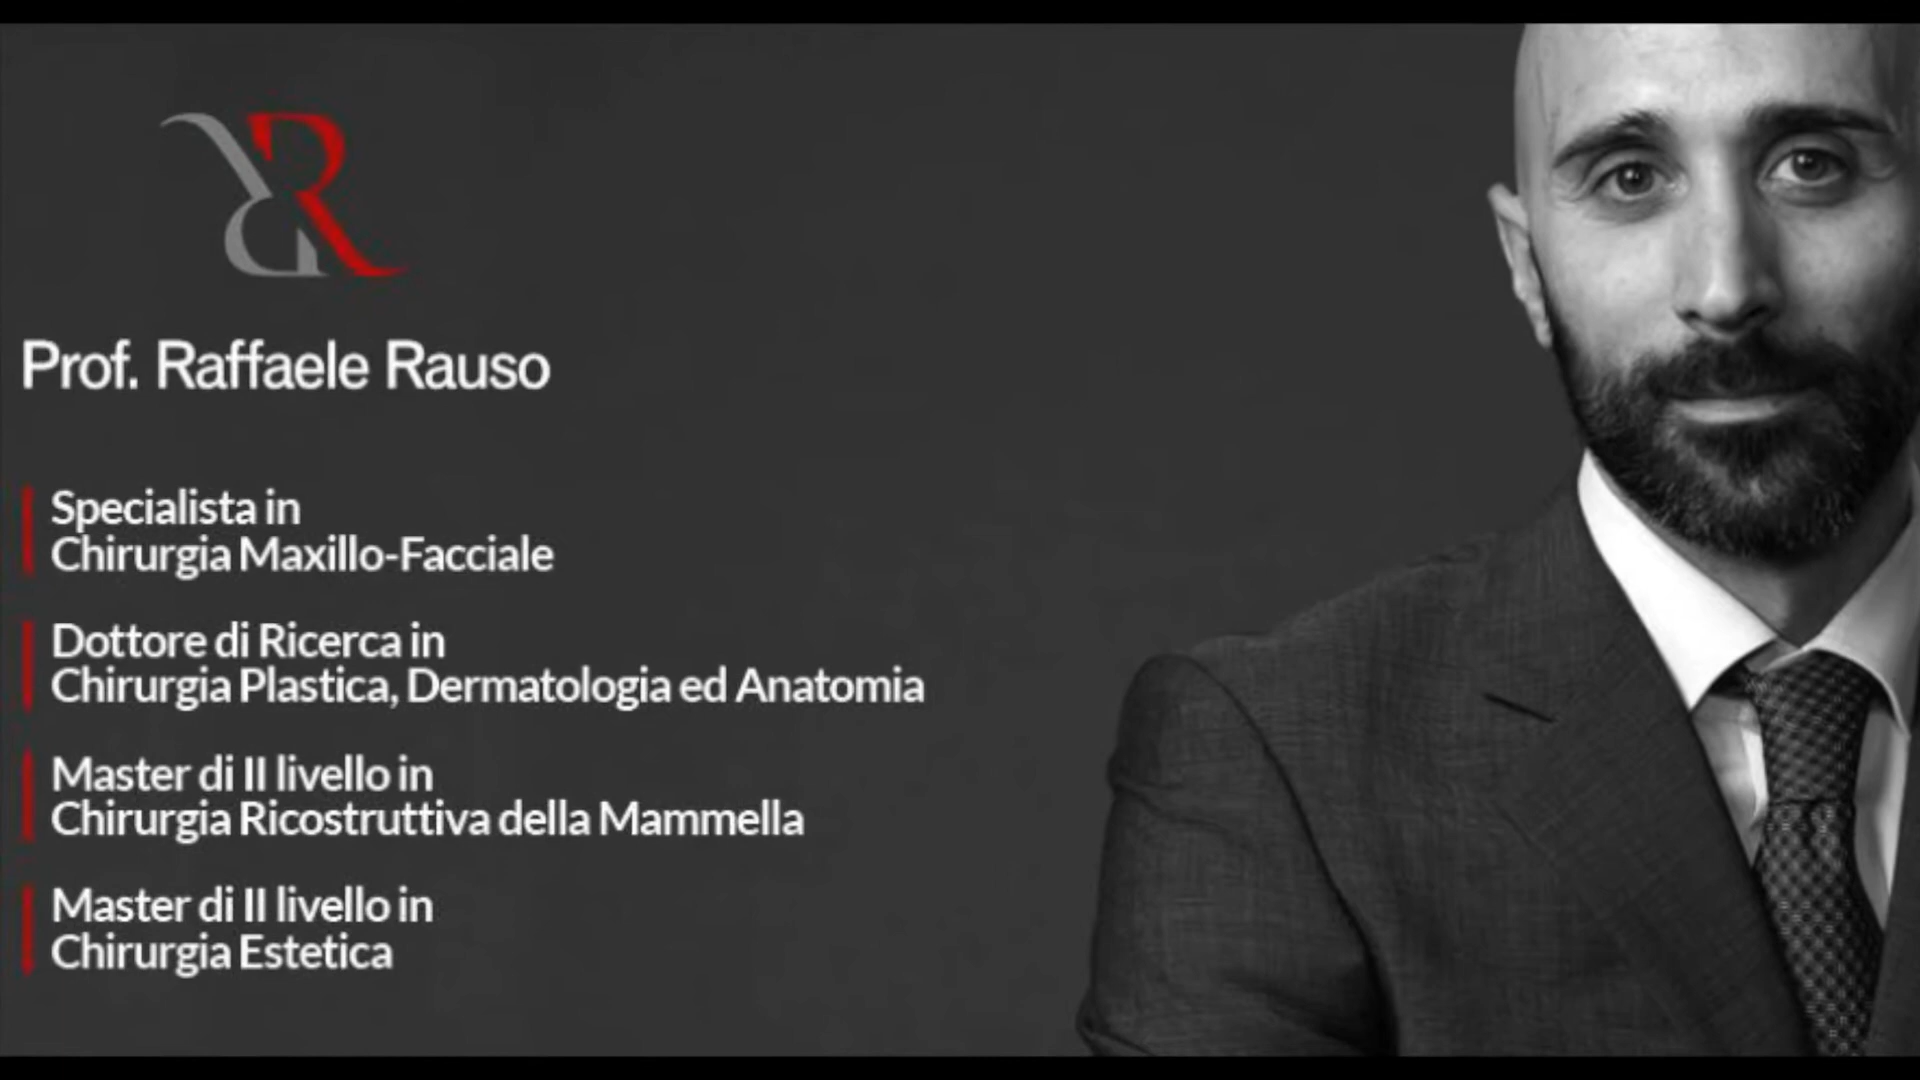 Prof. Raffaele Rauso
Specialista in
Chirurgia Maxillo-Facciale
Dottore di Ricerca in
Chirurgia Plastica, Dermatologia ed Anatomia
Master di II livello in
Chirurgia Ricostruttiva della Mammella
Master di II livello in
Chirurgia Estetica